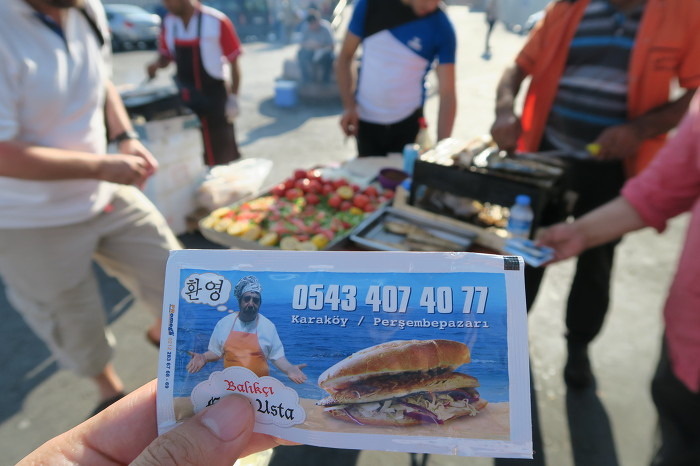 환영
0543 407 40 77
Karaköy / Perşembepazarı
Balıkçı
Usta